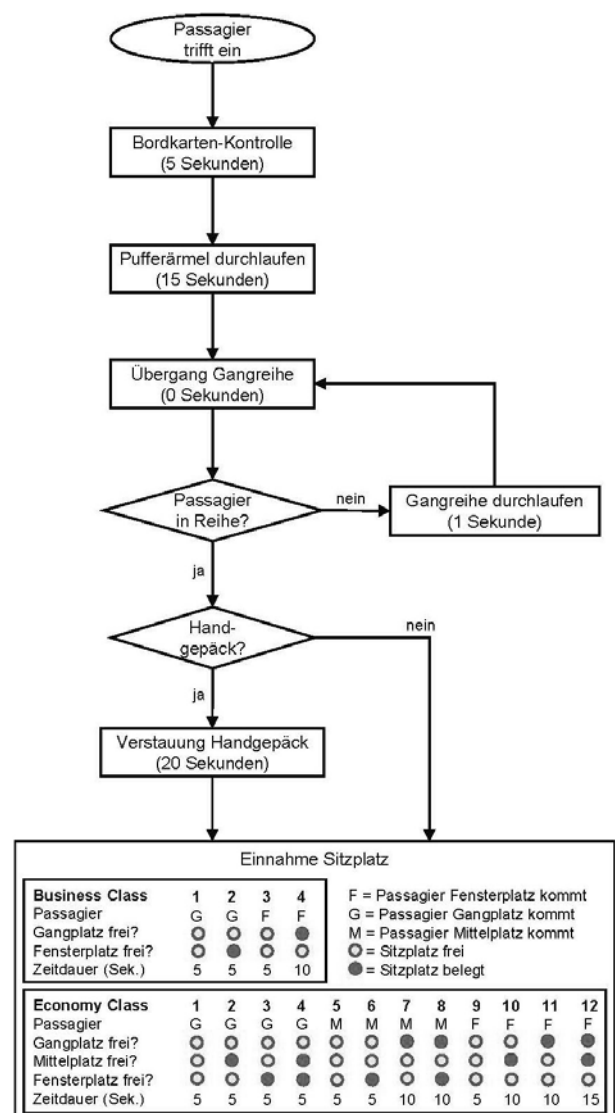 Passagier
trifft ein
Bordkarten-Kontrolle
(5 Sekunden)
Pufferärmel durchlaufen
(15 Sekunden)
Übergang Gangreihe
(0 Sekunden)
Passagier
in Reihe?
nein
Gangreihe durchlaufen
(1 Sekunde)
ja
Hand-
gepäck?
nein
ja
Verstauung Handgepäck
(20 Sekunden)
Einnahme Sitzplatz
Business Class 1 2 3 4
Passagier G G F F
Gangplatz frei?
Fensterplatz frei?
Zeitdauer (Sek.) 5 5 5 10
F = Passagier Fensterplatz kommt
G = Passagier Gangplatz kommt
M = Passagier Mittelplatz kommt
= Sitzplatz frei
= Sitzplatz belegt
Economy Class 1 2 3 4 5 6 7 8 9 10 11 12
Passagier G G G G M M M M F F F F
Gangplatz frei?
Mittelplatz frei?
Fensterplatz frei?
Zeitdauer (Sek.) 5 5 5 5 5 5 10 10 5 10 10 15